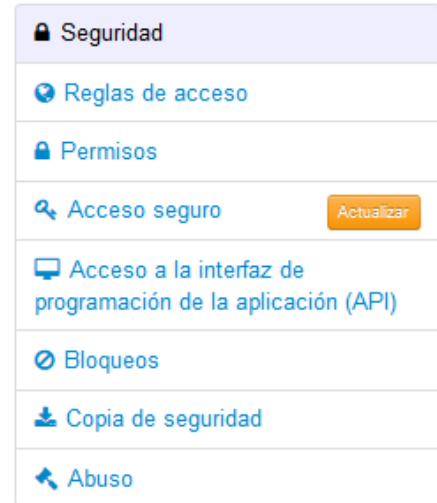 Seguridad
Reglas de acceso
Permisos
Acceso seguro Actualizar
Acceso a la interfaz de
programación de la aplicación (API)
Bloqueos
Copia de seguridad
Abuso